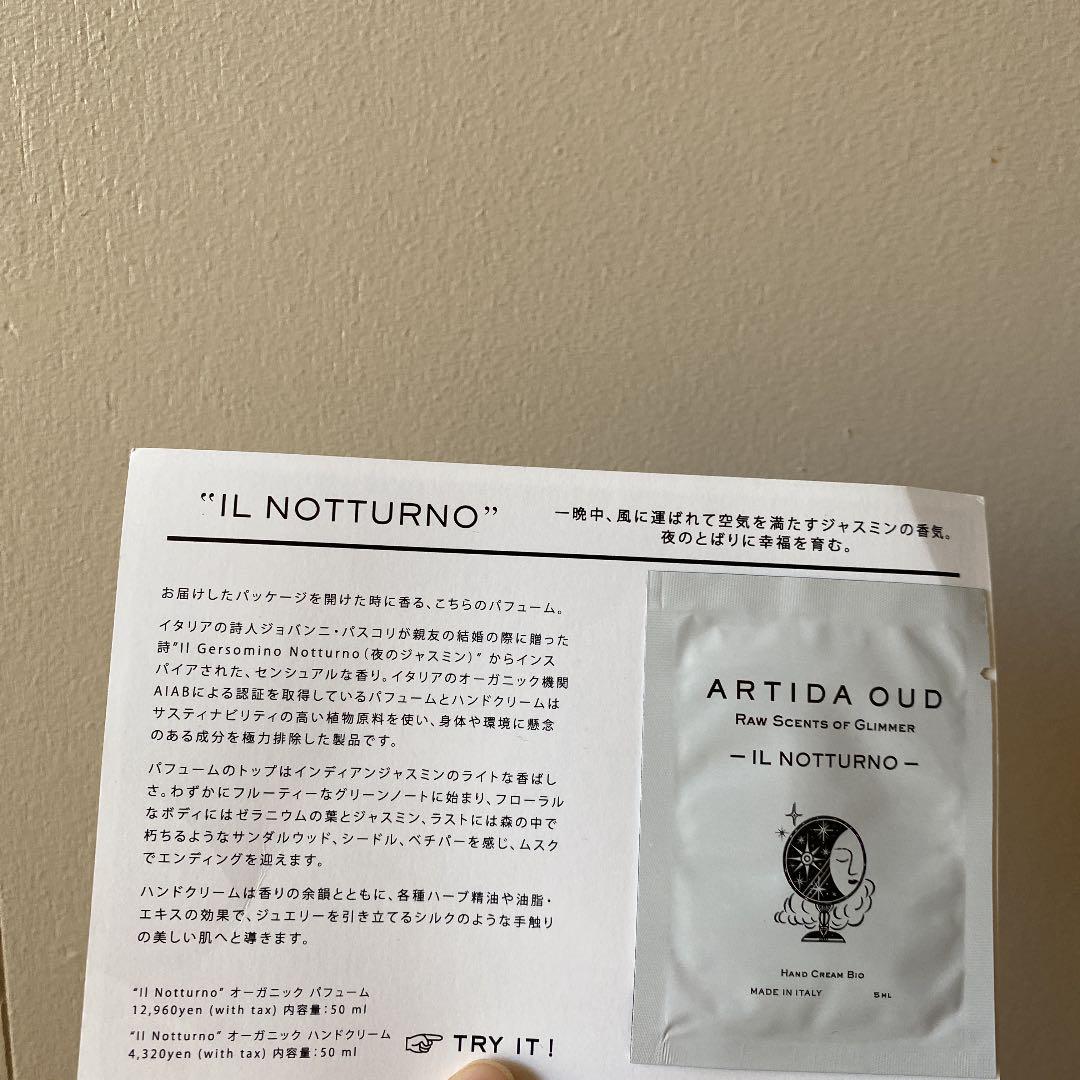 “IL NOTTURNO”
一晩中、風に運ばれて空気を満たすジャスミンの香気。
夜のとばりに幸福を育む。
お届けしたパッケージを開けた時に香る、こちらのパフューム。
イタリアの詩人ジョバンニ・パスコリが親友の結婚の際に贈った
詩"Il Gersomino Notturno（夜のジャスミン）" からインス
パイアされた、センシュアルな香り。イタリアのオーガニック機関
AIABによる認証を取得しているパフュームとハンドクリームは
サスティナビリティの高い植物原料を使い、身体や環境に懸念
のある成分を極力排除した製品です。
パフュームのトップはインディアンジャスミンのライトな香ばし
さ。わずかにフルーティーなグリーンノートに始まり、フローラル
なボディにはゼラニウムの葉とジャスミン、ラストには森の中で
朽ちるようなサンダルウッド、シードル、ベチバーを感じ、ムスク
でエンディングを迎えます。
ハンドクリームは香りの余韻とともに、各種ハーブ精油や油脂・
エキスの効果で、ジュエリーを引き立てるシルクのような手触り
の美しい肌へと導きます。
“Il Notturno” オーガニック パフューム
12,960yen (with tax) 内容量：50 ml
“Il Notturno” オーガニック ハンドクリーム
4,320yen (with tax) 内容量：50 ml
TRY IT !
ARTIDA OUD
RAW SCENTS OF GLIMMER
– IL NOTTURNO –
HAND CREAM BIO
MADE IN ITALY 5 ML